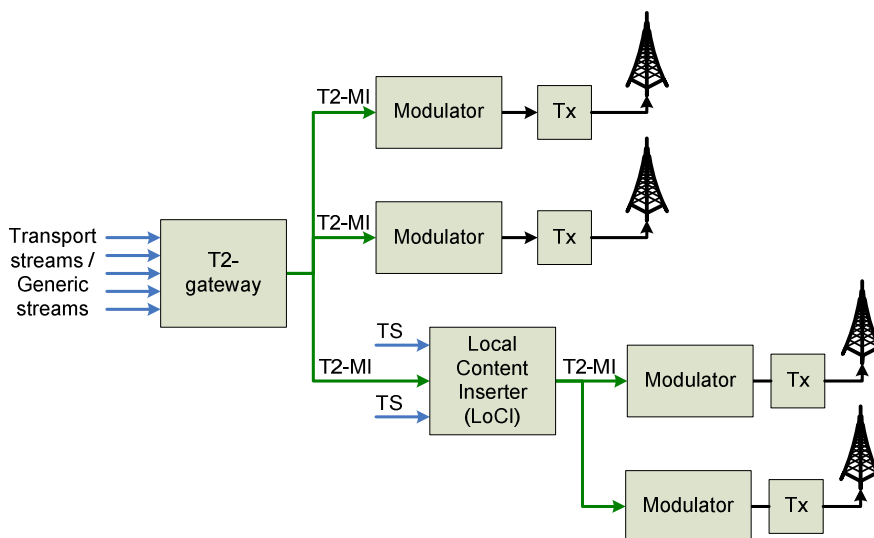 T2-MI
Modulator
Tx
T2-MI
Modulator
Tx
Transport
streams /
Generic
streams
T2-
gateway
TS
T2-MI
TS
Local
Content
Inserter
(LoCI)
T2-MI
Modulator
Tx
Modulator
Tx